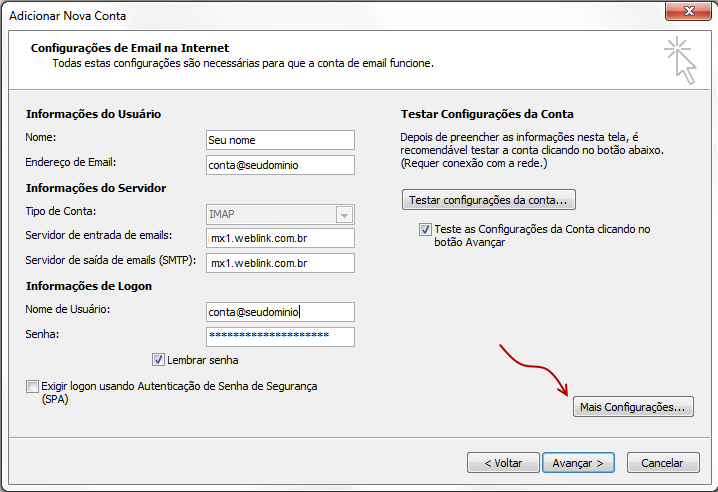 Adicionar Nova Conta
Configurações de Email na Internet
Todas estas configurações são necessárias para que a conta de email funcione.
Informações do Usuário
Nome:
Seu nome
Endereço de Email:
conta@seudominio
Informações do Servidor
Tipo de Conta:
IMAP
Servidor de entrada de emails:
mx1.weblink.com.br
Servidor de saída de emails (SMTP):
mx1.weblink.com.br
Informações de Logon
Nome de Usuário:
conta@seudominio
Senha:
********************
Lembrar senha
Exigir logon usando Autenticação de Senha de Segurança
(SPA)
Testar Configurações da Conta
Depois de preencher as informações nesta tela, é
recomendável testar a conta clicando no botão abaixo.
(Requer conexão com a rede.)
Testar configurações da conta...
Teste as Configurações da Conta clicando no
botão Avançar
Mais Configurações...
< Voltar
Avançar >
Cancelar